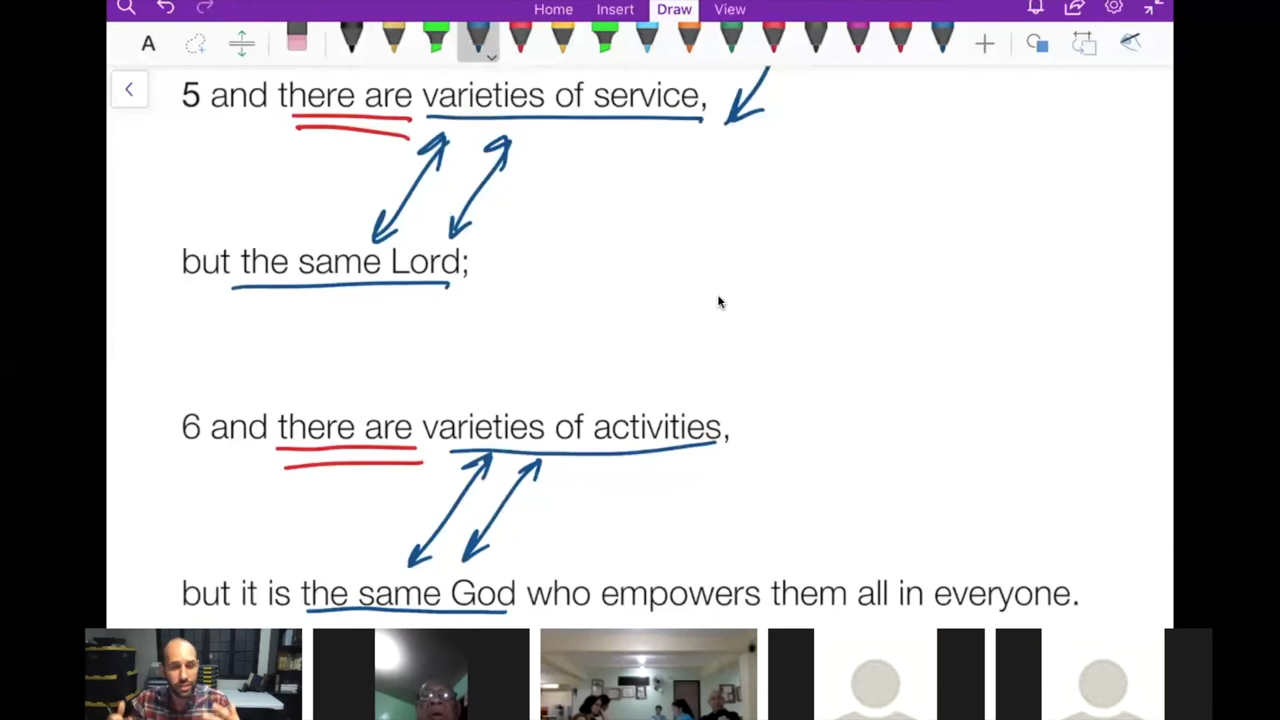 Home Insert Draw View
A
5 and there are varieties of service,
but the same Lord;
6 and there are varieties of activities,
but it is the same God who empowers them all in everyone.